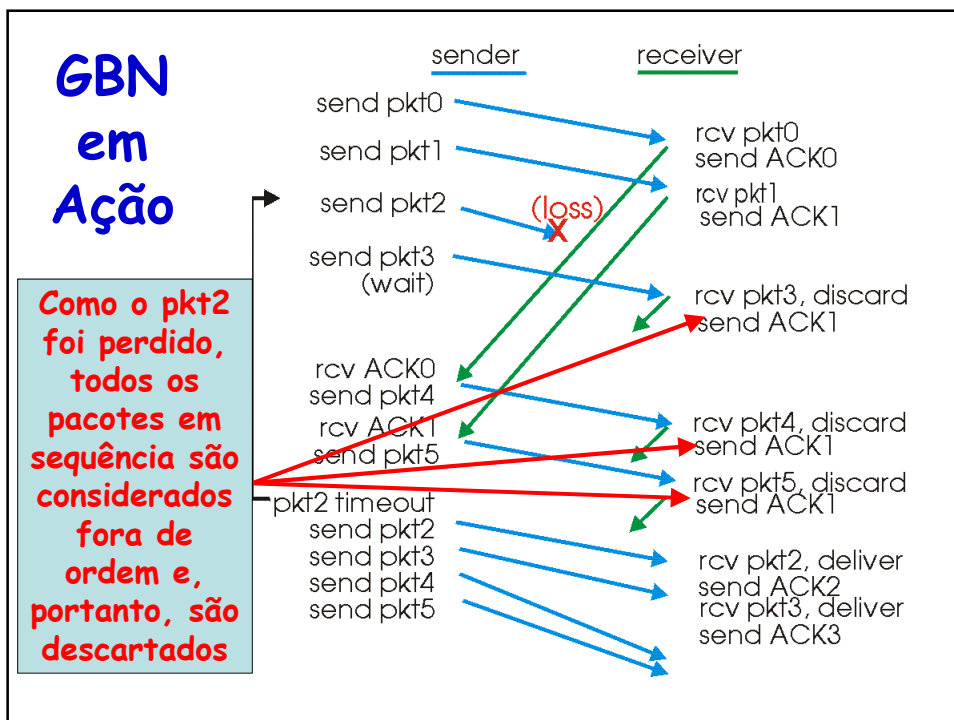 GBN
em
Ação
Como o pkt2
foi perdido,
todos os
pacotes em
sequência são
considerados
fora de
ordem e,
portanto, são
descartados
sender
send pkt0
send pkt1
send pkt2
(loss)
X
send pkt3
(wait)
rcv ACK0
send pkt4
rcv ACK1
send pkt5
pkt2 timeout
send pkt2
send pkt3
send pkt4
send pkt5
receiver
rcv pkt0
send ACK0
rcv pkt1
send ACK1
rcv pkt3, discard
send ACK1
rcv pkt4, discard
send ACK1
rcv pkt5, discard
send ACK1
rcv pkt2, deliver
send ACK2
rcv pkt3, deliver
send ACK3